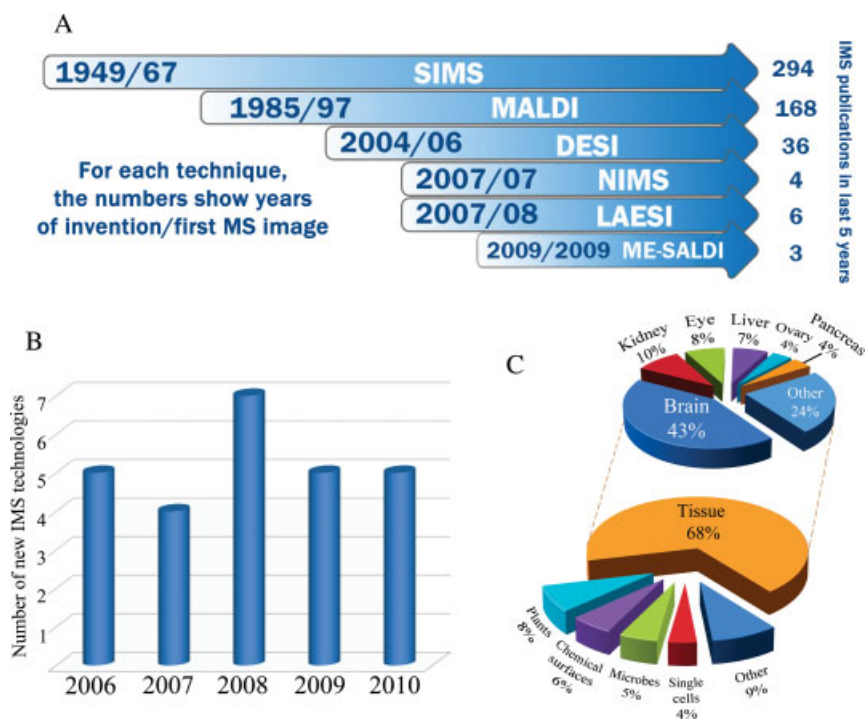 A
1949/67 SIMS 294
1985/97 MALDI 168
2004/06 DESI 36
2007/07 NIMS 4
2007/08 LAESI 6
2009/2009 ME-SALDI 3
For each technique,
the numbers show years
of invention/first MS image
IMS publications in last 5 years
B
Number of new IMS technologies
7
6
5
4
3
2
1
2006 2007 2008 2009 2010
C
Kidney
10%
Eye
8%
Liver
7%
Ovary
4%
Pancreas
4%
Other
24%
Brain
43%
Tissue
68%
Plants
8%
Chemical
surfaces
6%
Microbes
5%
Single
cells
4%
Other
9%